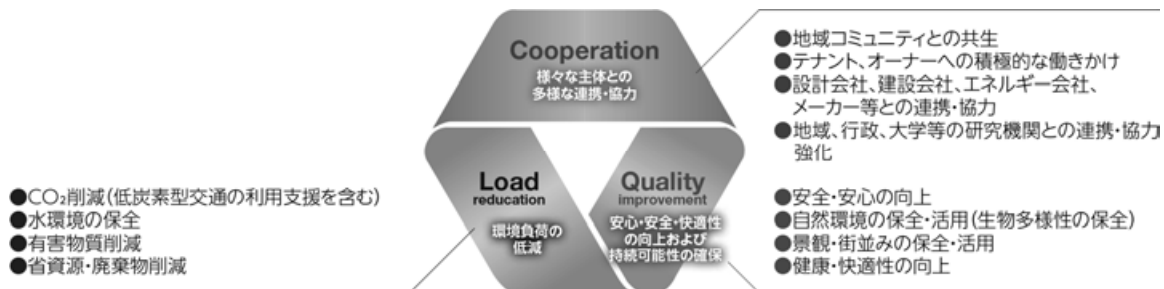 Cooperation
様々な主体との
多様な連携・協力
●地域コミュニティとの共生
●テナント、オーナーへの積極的な働きかけ
●設計会社、建設会社、エネルギー会社、
メーカー等との連携・協力
●地域、行政、大学等の研究機関との連携・協力
強化
Load
reducation
環境負荷の
低減
●CO₂削減(低炭素型交通の利用支援を含む)
●水環境の保全
●有害物質削減
●省資源・廃棄物削減
Quality
improvement
安心・安全・快適性
の向上および
持続可能性の確保
●安全・安心の向上
●自然環境の保全・活用(生物多様性の保全)
●景観・街並みの保全・活用
●健康・快適性の向上